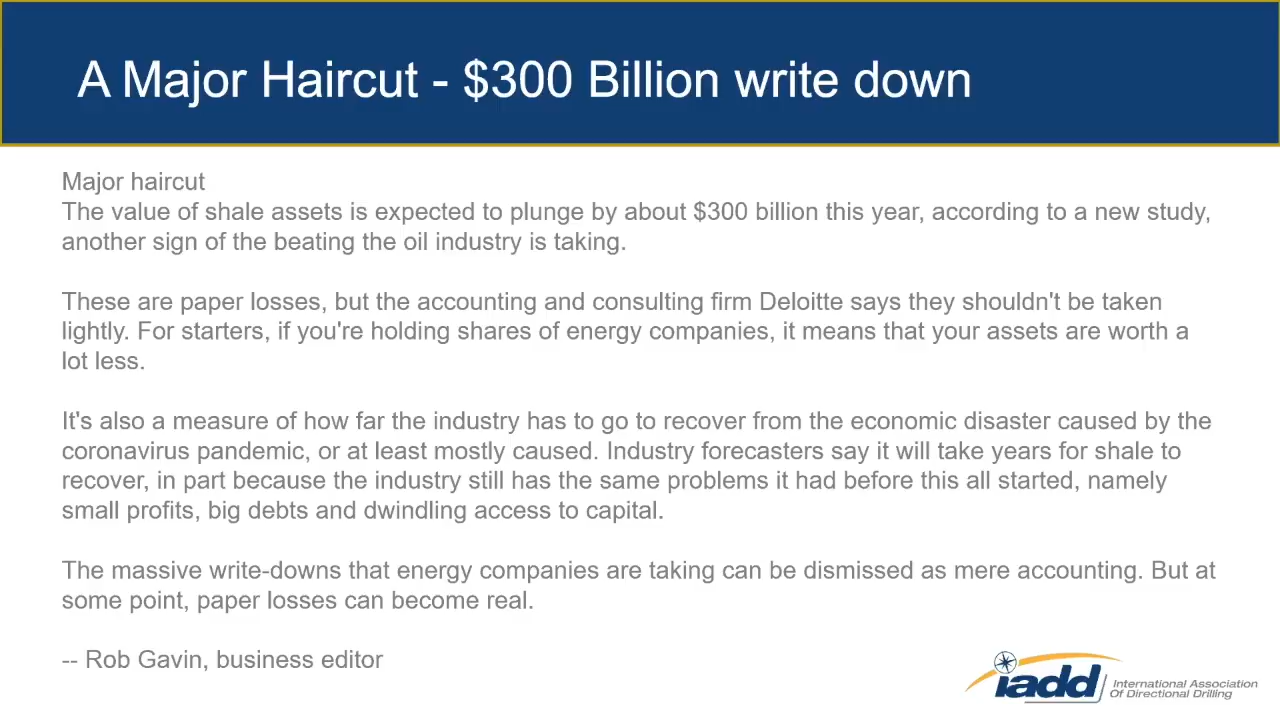 A Major Haircut - $300 Billion write down
Major haircut
The value of shale assets is expected to plunge by about $300 billion this year, according to a new study,
another sign of the beating the oil industry is taking.
These are paper losses, but the accounting and consulting firm Deloitte says they shouldn't be taken
lightly. For starters, if you're holding shares of energy companies, it means that your assets are worth a
lot less.
It's also a measure of how far the industry has to go to recover from the economic disaster caused by the
coronavirus pandemic, or at least mostly caused. Industry forecasters say it will take years for shale to
recover, in part because the industry still has the same problems it had before this all started, namely
small profits, big debts and dwindling access to capital.
The massive write-downs that energy companies are taking can be dismissed as mere accounting. But at
some point, paper losses can become real.
-- Rob Gavin, business editor
iadd
International Association
Of Directional Drilling